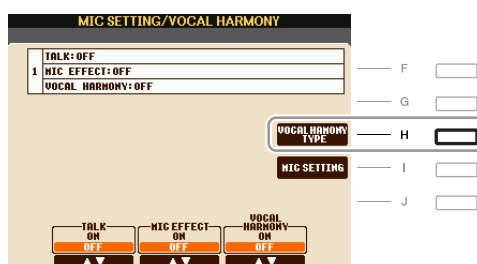 MIC SETTING/VOCAL HARMONY
TALK:OFF
1 MIC EFFECT:OFF
VOCAL HARMONY:OFF
F
G
VOCAL HAMONY
TYPE
H
MIC SETTING
I
J
TALK
ON
OFF
MIC EFFECT
ON
OFF
VOCAL
HARMONY
ON
OFF